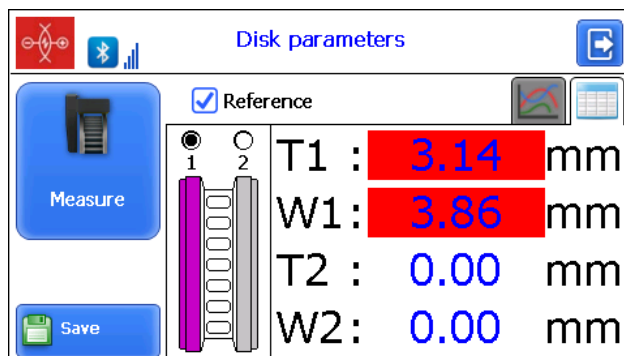 Disk parameters
Reference
Measure
1 2
T1 : 3.14 mm
W1: 3.86 mm
T2 : 0.00 mm
W2: 0.00 mm
Save